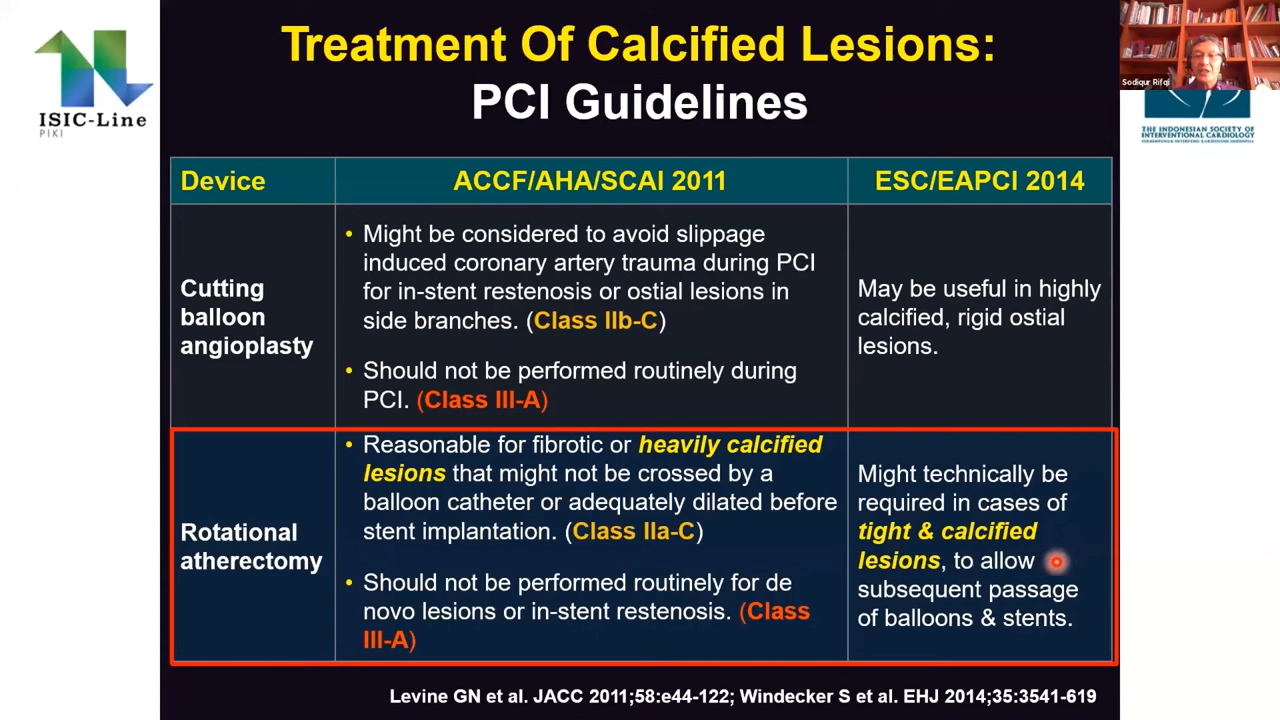 Treatment Of Calcified Lesions:
PCI Guidelines
ISIC-Line
PIKI
Sodiqur Rifqi
THE INDONESIAN SOCIETY OF
INTERVENTIONAL CARDIOLOGY
Device
ACCF/AHA/SCAI 2011
ESC/EAPCI 2014
Cutting
balloon
angioplasty
• Might be considered to avoid slippage
induced coronary artery trauma during PCI
for in-stent restenosis or ostial lesions in
side branches. (Class IIb-C)
• Should not be performed routinely during
PCI. (Class III-A)
May be useful in highly
calcified, rigid ostial
lesions.
Rotational
atherectomy
• Reasonable for fibrotic or heavily calcified
lesions that might not be crossed by a
balloon catheter or adequately dilated before
stent implantation. (Class IIa-C)
• Should not be performed routinely for de
novo lesions or in-stent restenosis. (Class
III-A)
Might technically be
required in cases of
tight & calcified
lesions, to allow
subsequent passage
of balloons & stents.
Levine GN et al. JACC 2011;58:e44-122; Windecker S et al. EHJ 2014;35:3541-619